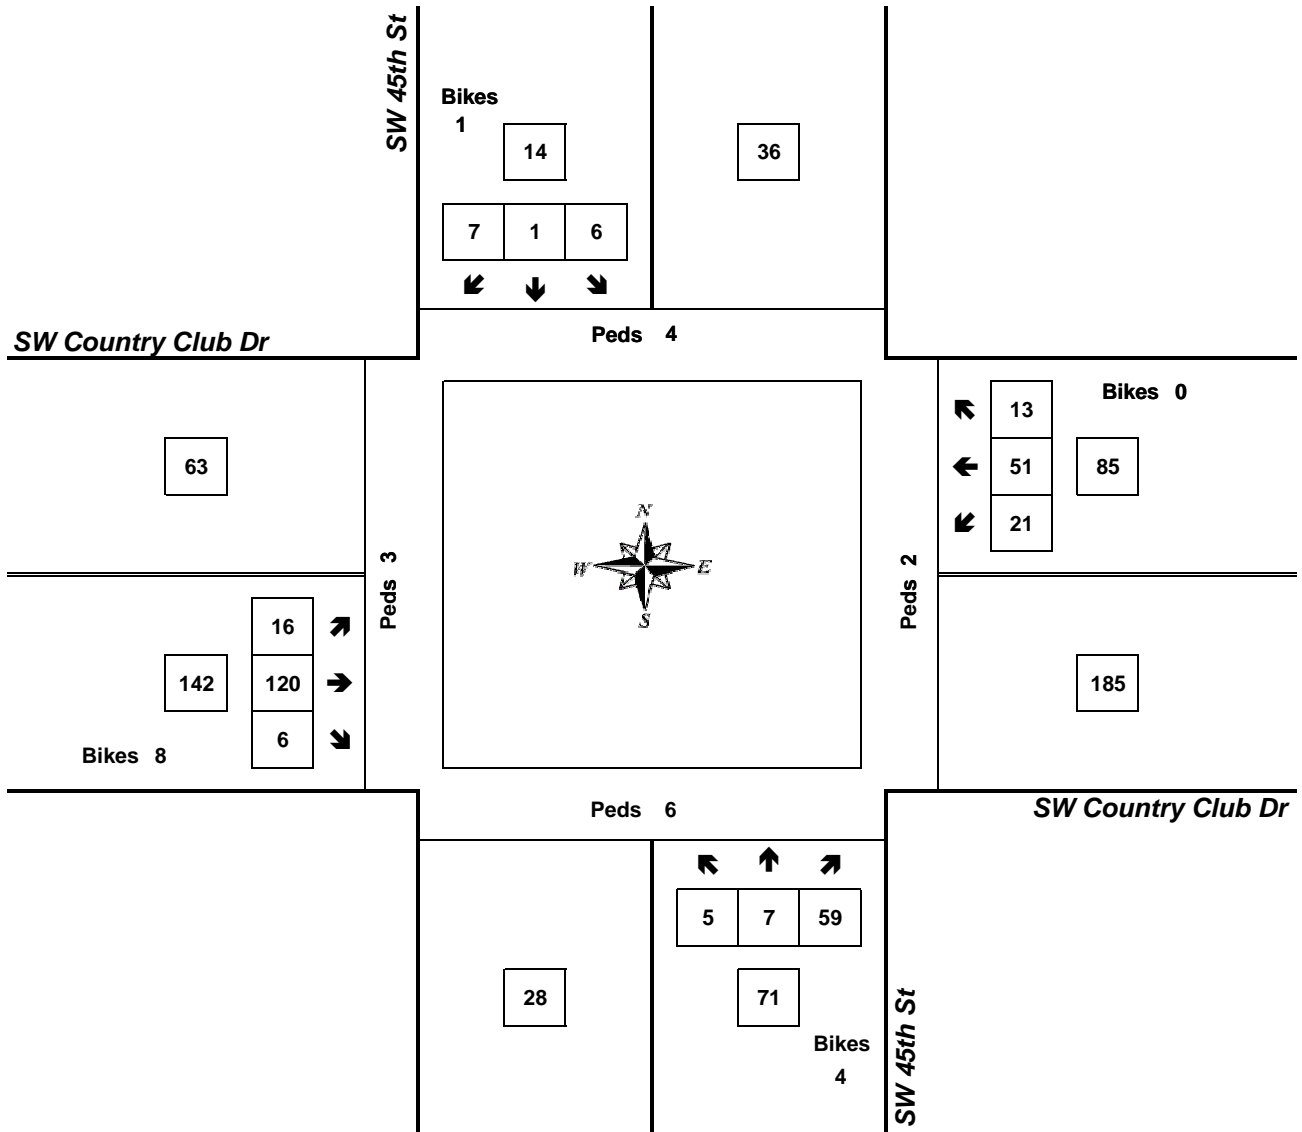 SW 45th St
Bikes
1
14
36
7 1 6
Peds 4
SW Country Club Dr
Bikes 0
13
51
21
85
63
N
W E
S
Peds 3
Peds 2
16
120
6
142
Bikes 8
185
Peds 6
SW Country Club Dr
5 7 59
28
71
Bikes
4
SW 45th St